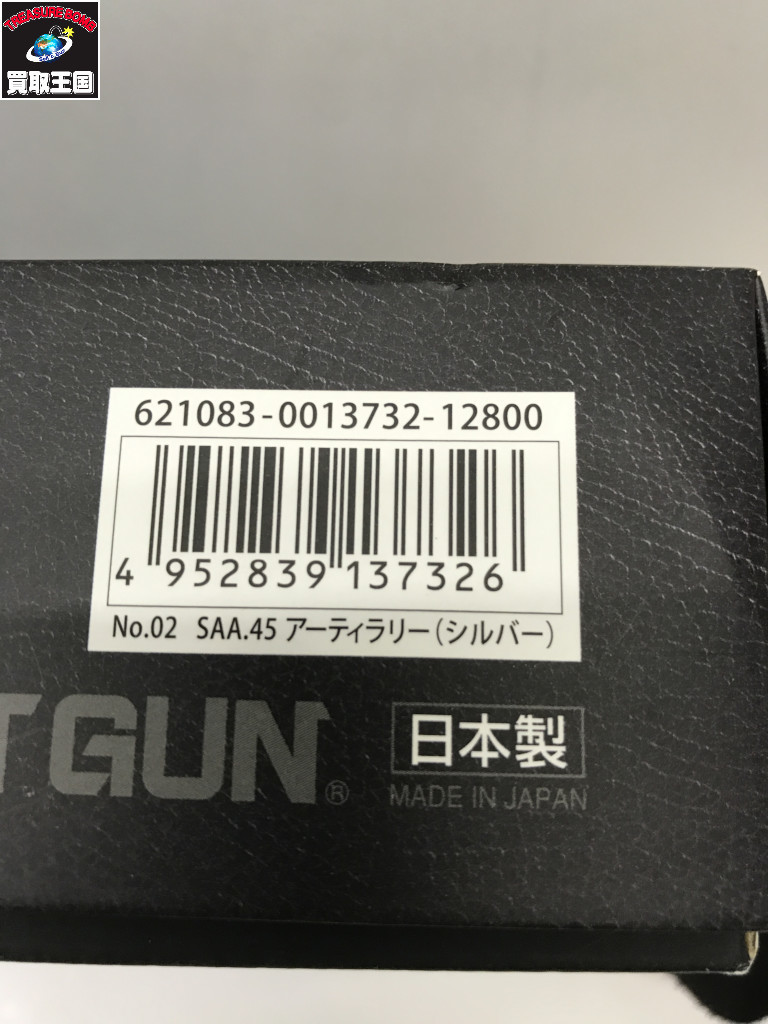 TREASURE BOMB
買取王国
621083-0013732-12800
4 952839 137326
No.02 SAA.45 アーティラリー(シルバー)
TGUN®
日本製
MADE IN JAPAN